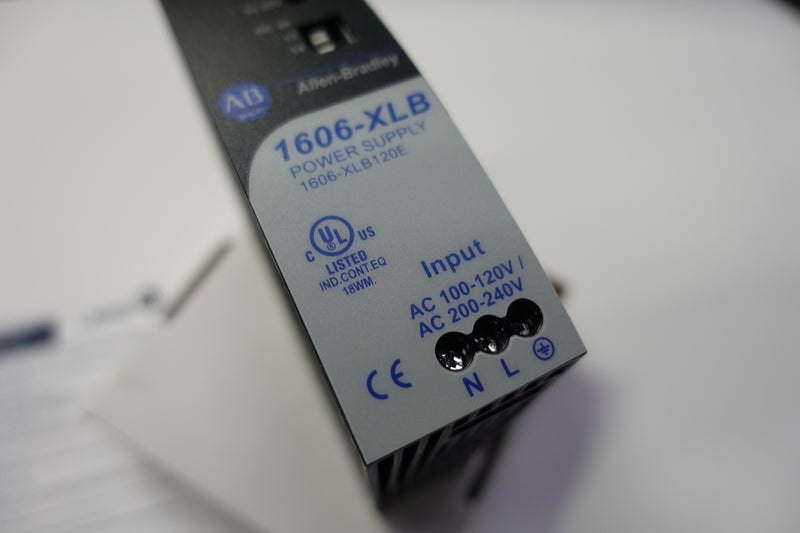 Allen-Bradley
AB
1606-XLB
POWER SUPPLY
1606-XLB120E
UL
®
C US
LISTED
IND.CONT.EQ
18WM.
Input
AC 100-120V /
AC 200-240V
CE
N L